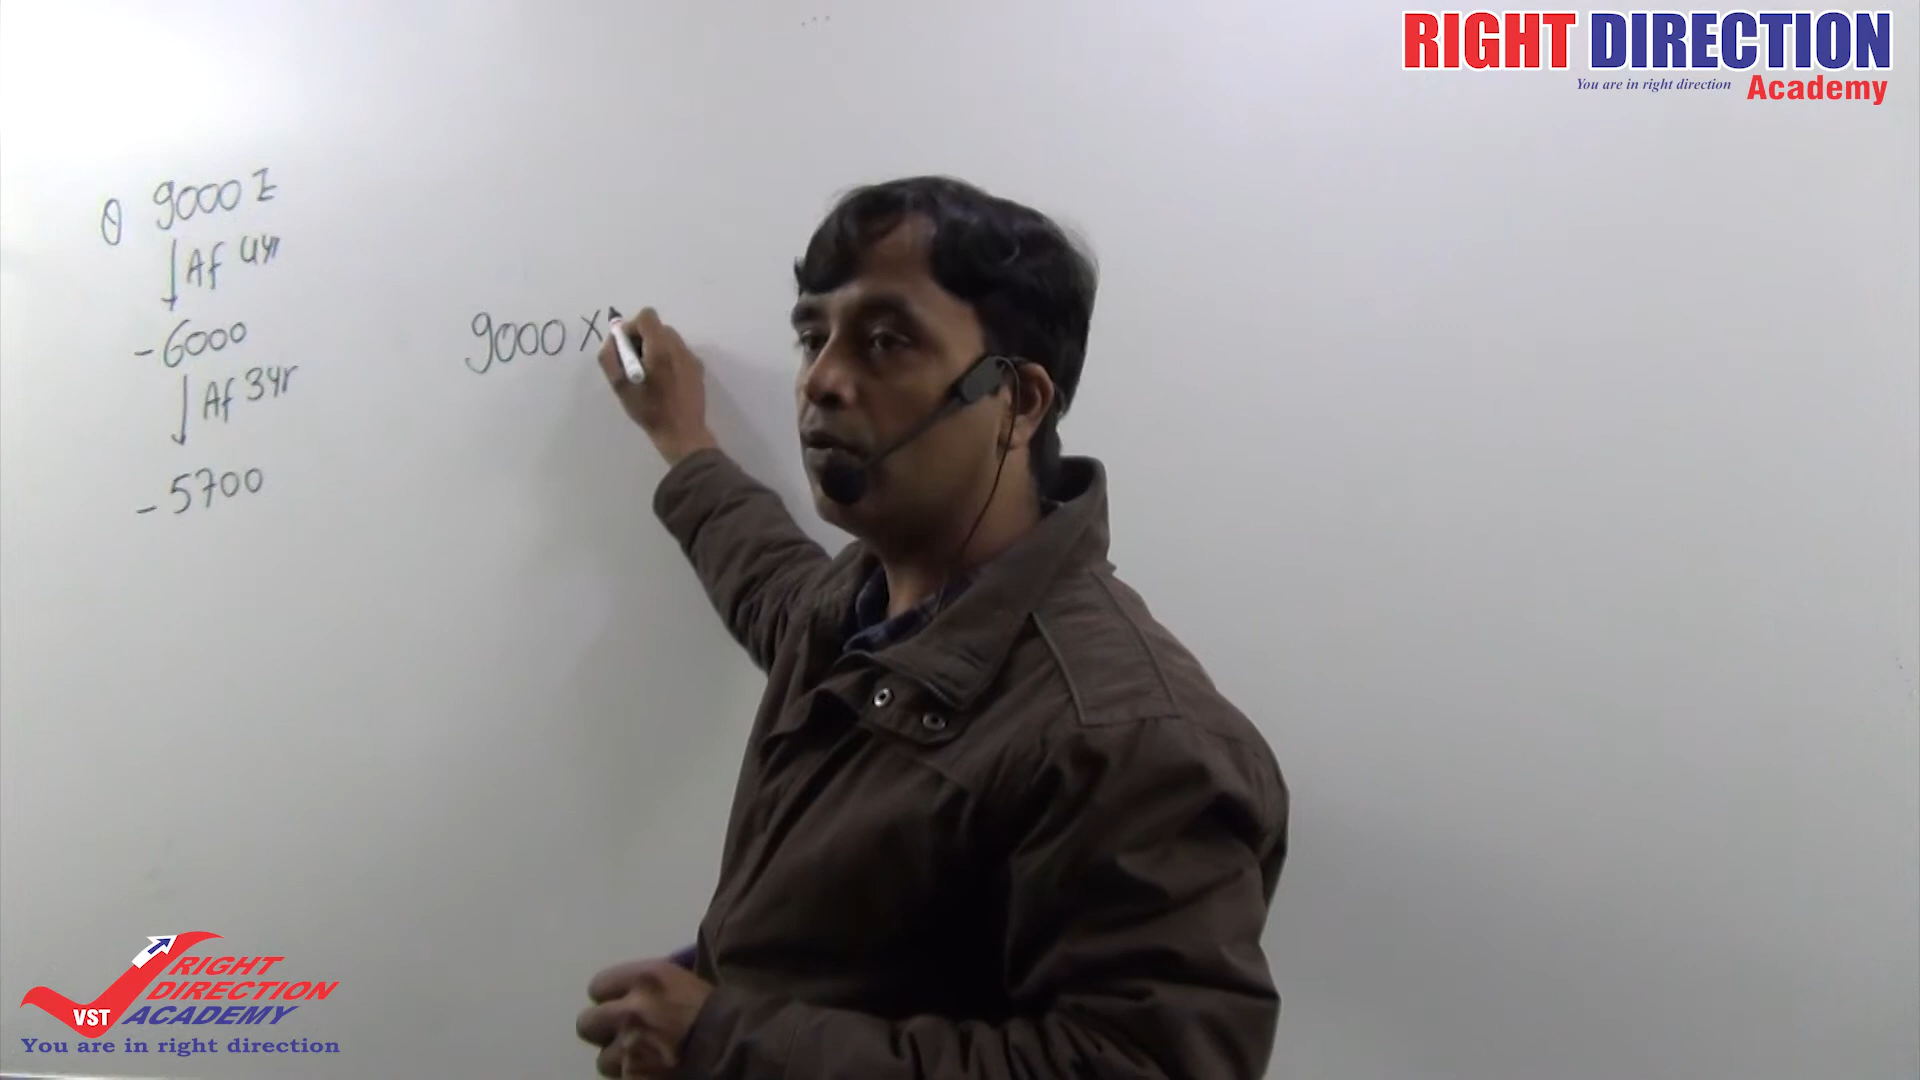 RIGHT DIRECTION
You are in right direction Academy
9000 Z
Af 4yr
-6000
Af 3yr
-5700
9000 X
RIGHT
DIRECTION
VST ACADEMY
You are in right direction